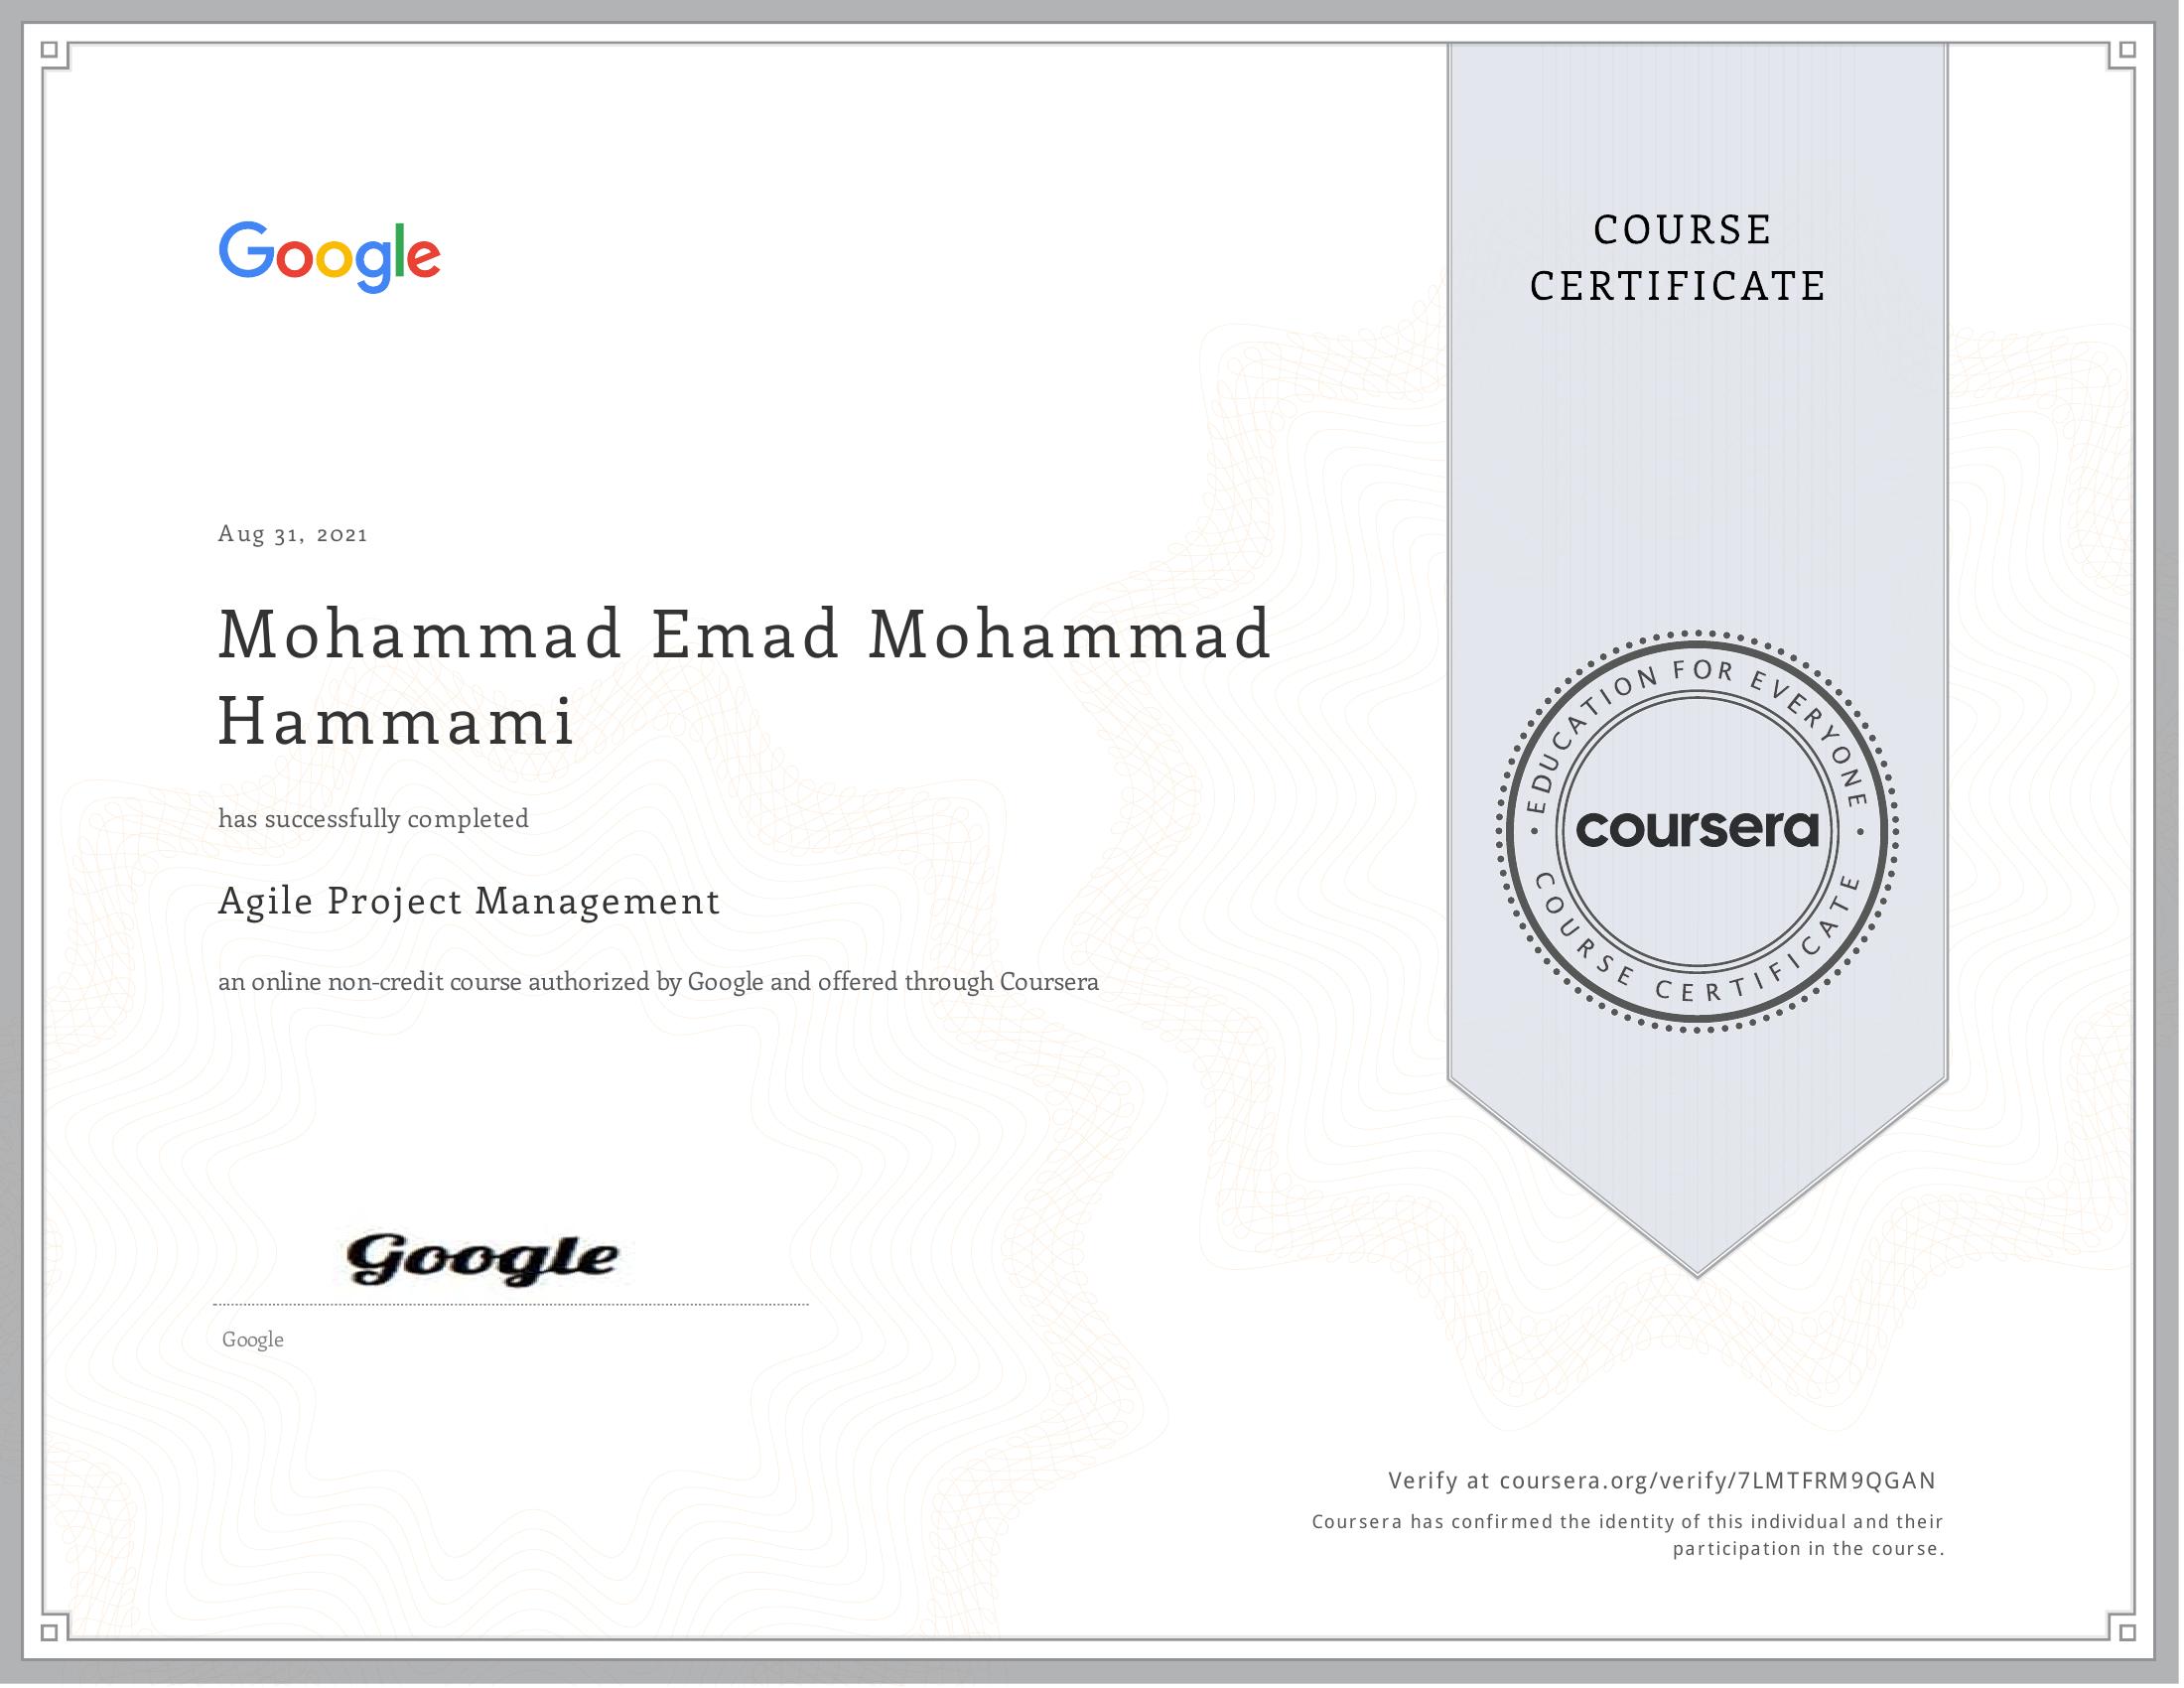 Google
COURSE
CERTIFICATE
Aug 31, 2021
Mohammad Emad Mohammad
Hammami
has successfully completed
Agile Project Management
an online non-credit course authorized by Google and offered through Coursera
EDUCATION FOR EVERYONE
coursera
COURSE CERTIFICATE
Google
Google
Verify at coursera.org/verify/7LMTFRM9QGAN
Coursera has confirmed the identity of this individual and their
participation in the course.